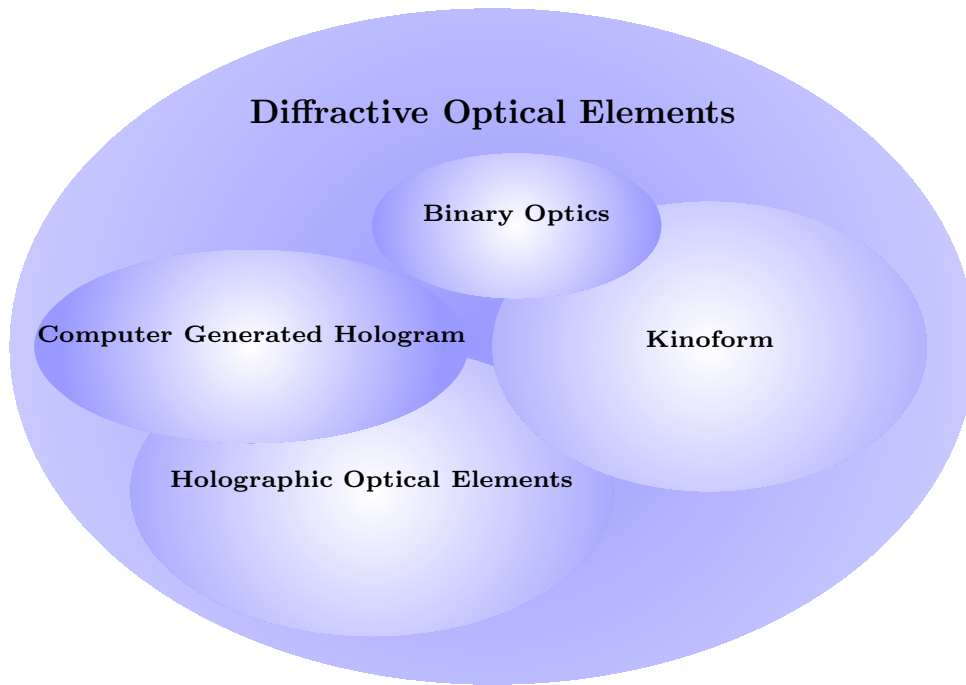 Diffractive Optical Elements
Binary Optics
Computer Generated Hologram
Kinoform
Holographic Optical Elements